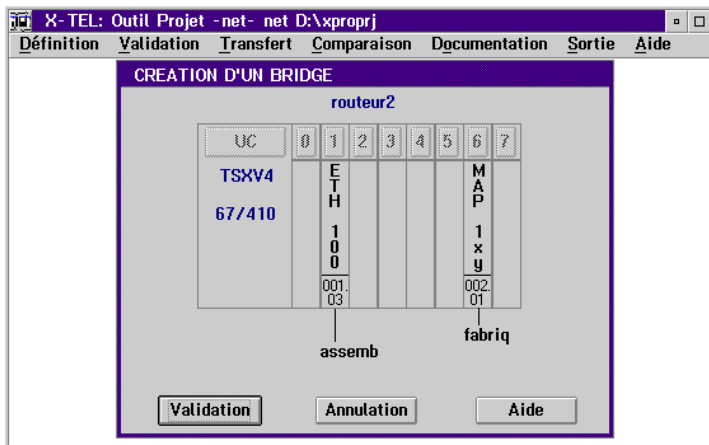 X-TEL: Outil Projet -net- net D:\xproprj
Définition Validation Transfert Comparaison Documentation Sortie Aide
CREATION D'UN BRIDGE
routeur2
UC 0 1 2 3 4 5 6 7
TSXV4
67/410
ETH 100
001.
03
MAP 1xy
002.
01
assemb
fabriq
Validation Annulation Aide